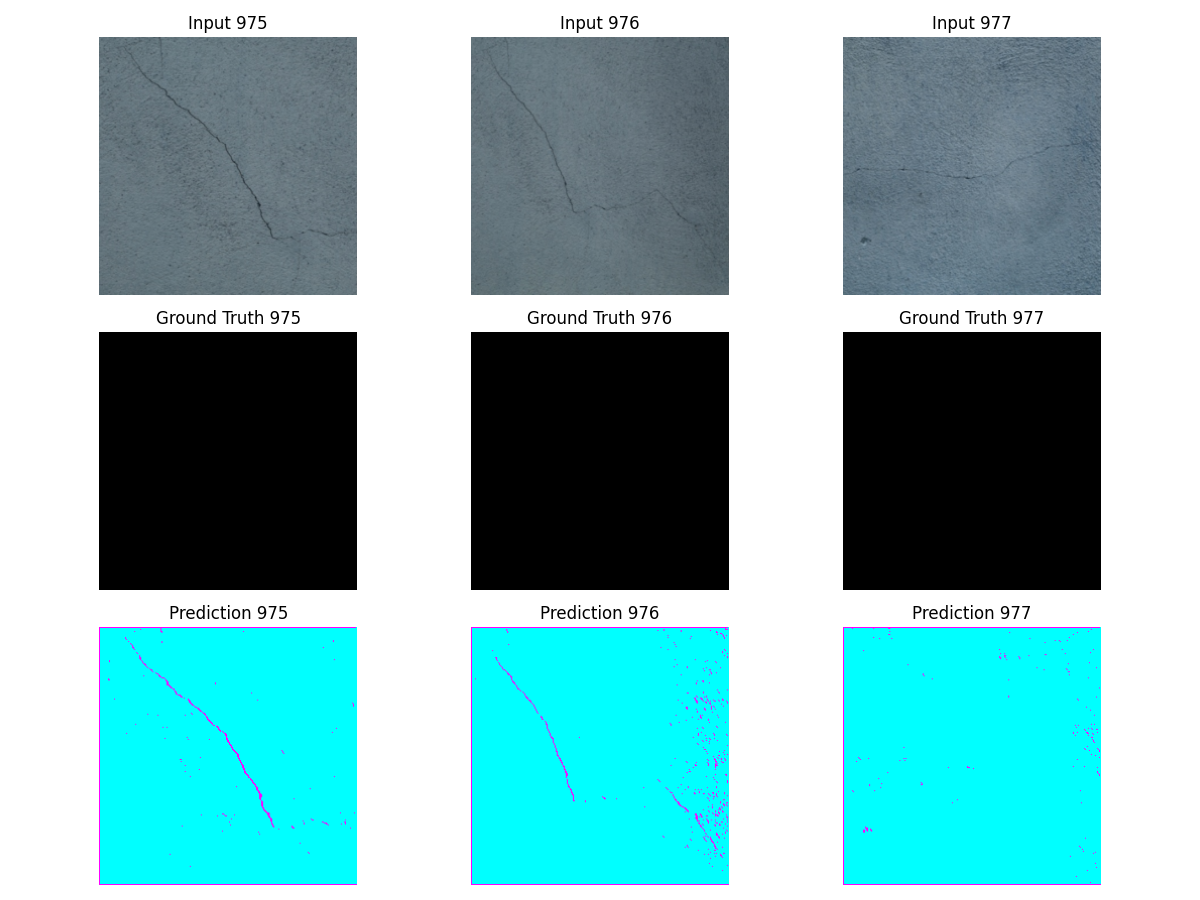 Input 975
Input 976
Input 977
Ground Truth 975
Ground Truth 976
Ground Truth 977
Prediction 975
Prediction 976
Prediction 977